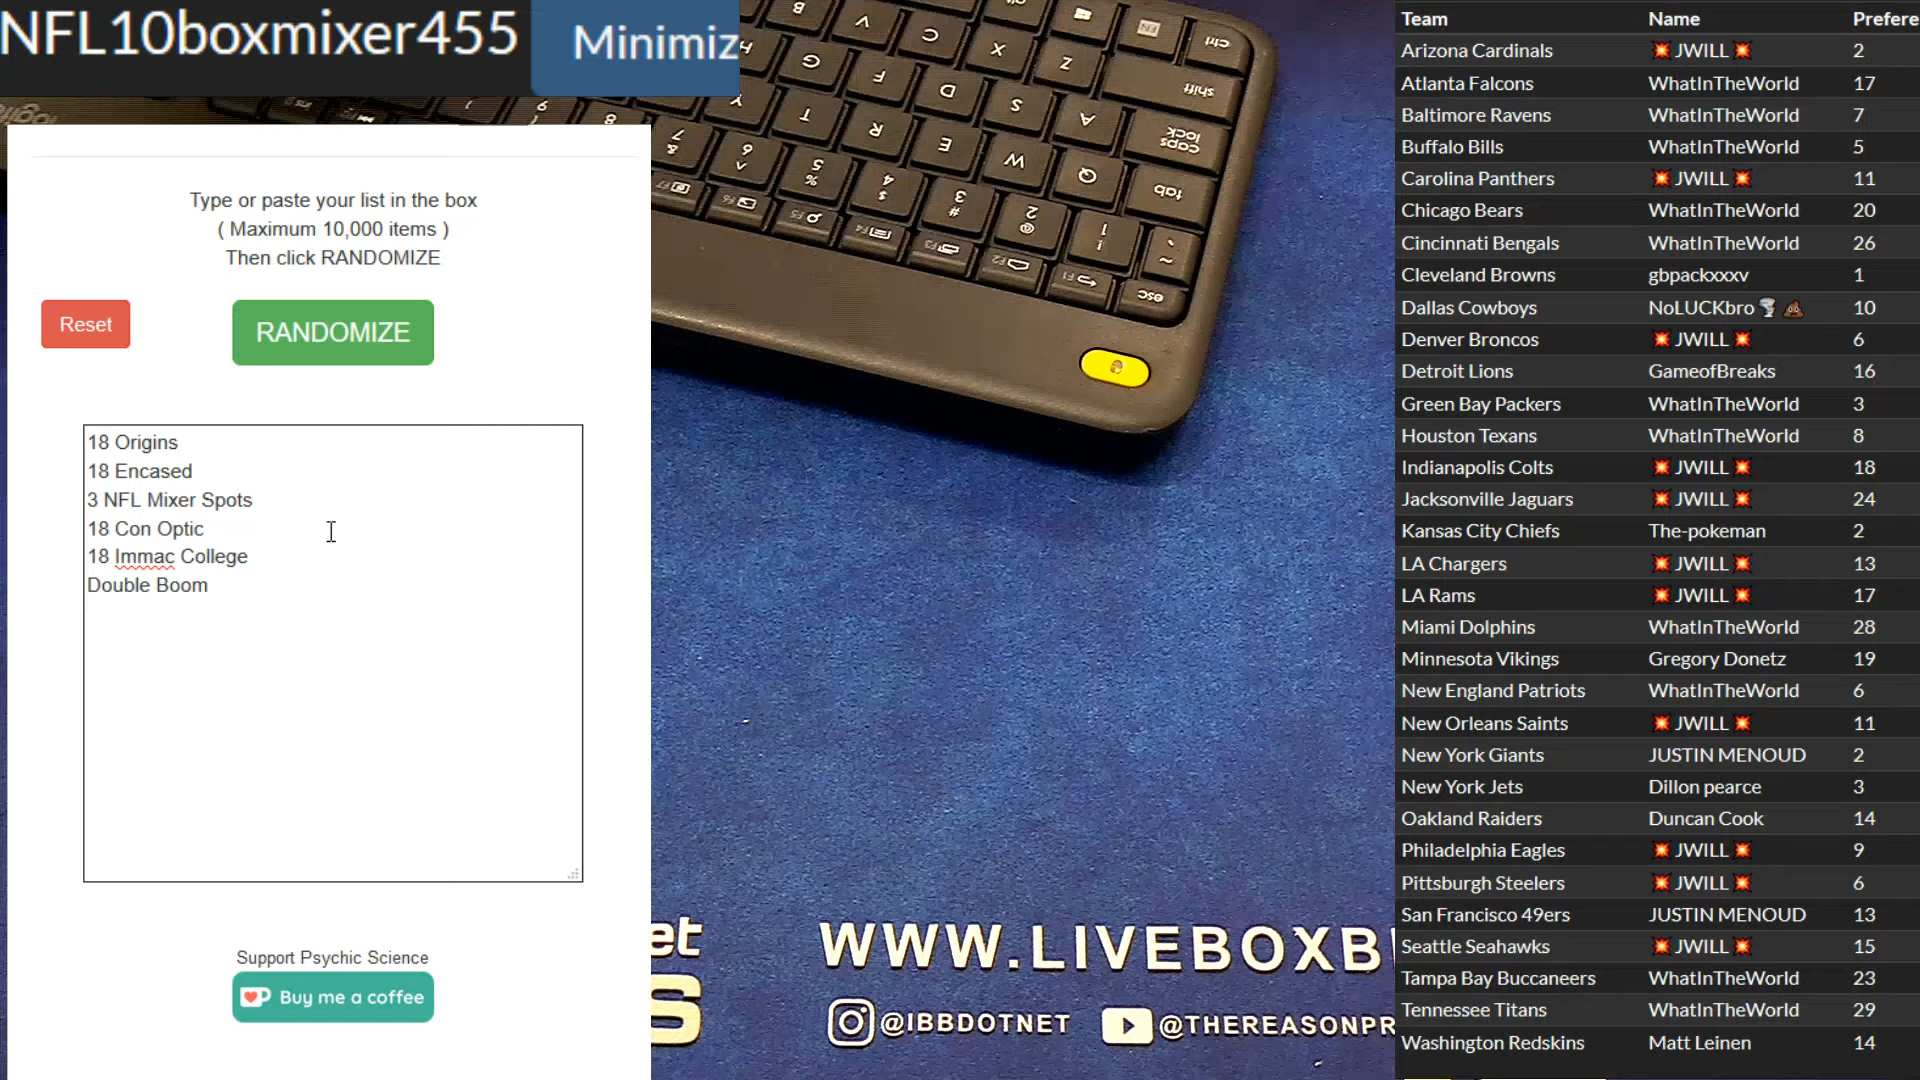 NFL10boxmixer455
Minimiz
Type or paste your list in the box
( Maximum 10,000 items )
Then click RANDOMIZE
Reset
RANDOMIZE
18 Origins
18 Encased
3 NFL Mixer Spots
18 Con Optic
18 Immac College
Double Boom
Support Psychic Science
Buy me a coffee
ctrl
shift
caps lock
tab
esc
WWW.LIVEBOXB
@IBBDOTNET
@THEREASONPR
Team Name Prefere
Arizona Cardinals 💥 JWILL 💥 2
Atlanta Falcons WhatInTheWorld 17
Baltimore Ravens WhatInTheWorld 7
Buffalo Bills WhatInTheWorld 5
Carolina Panthers 💥 JWILL 💥 11
Chicago Bears WhatInTheWorld 20
Cincinnati Bengals WhatInTheWorld 26
Cleveland Browns gbpackxxxv 1
Dallas Cowboys NoLUCKbro 🌪 💩 10
Denver Broncos 💥 JWILL 💥 6
Detroit Lions GameofBreaks 16
Green Bay Packers WhatInTheWorld 3
Houston Texans WhatInTheWorld 8
Indianapolis Colts 💥 JWILL 💥 18
Jacksonville Jaguars 💥 JWILL 💥 24
Kansas City Chiefs The-pokeman 2
LA Chargers 💥 JWILL 💥 13
LA Rams 💥 JWILL 💥 17
Miami Dolphins WhatInTheWorld 28
Minnesota Vikings Gregory Donetz 19
New England Patriots WhatInTheWorld 6
New Orleans Saints 💥 JWILL 💥 11
New York Giants JUSTIN MENOUD 2
New York Jets Dillon pearce 3
Oakland Raiders Duncan Cook 14
Philadelphia Eagles 💥 JWILL 💥 9
Pittsburgh Steelers 💥 JWILL 💥 6
San Francisco 49ers JUSTIN MENOUD 13
Seattle Seahawks 💥 JWILL 💥 15
Tampa Bay Buccaneers WhatInTheWorld 23
Tennessee Titans WhatInTheWorld 29
Washington Redskins Matt Leinen 14